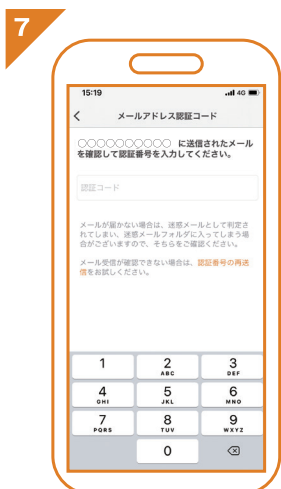 7
15:19 4G
メールアドレス認証コード
○○○○○○○○○○ に送信されたメール
を確認して認証番号を入力してください。
認証コード
メールが届かない場合は、迷惑メールとして判定さ
れてしまい、迷惑メールフォルダに入ってしまう場
合がございますので、そちらをご確認ください。
メール受信が確認できない場合は、認証番号の再送
信をお試しください。
1 2 3
ABC DEF
4 5 6
GHI JKL MNO
7 8 9
PQRS TUV WXYZ
0